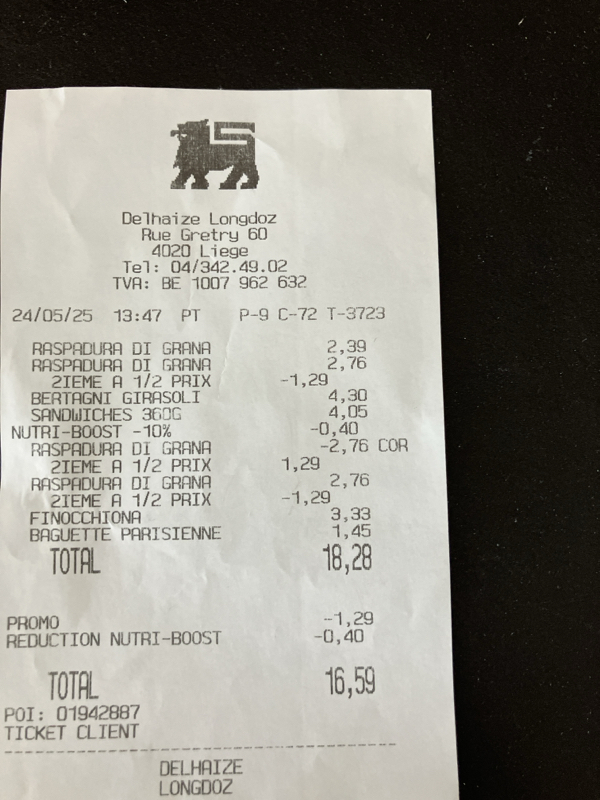 Delhaize Longdoz
Rue Gretry 60
4020 Liege
Tel: 04/342.49.02
TVA: BE 1007 962 632
24/05/25 13:47 PT P-9 C-72 T-3723
RASPADURA DI GRANA 2,39
RASPADURA DI GRANA 2,76
2IEME A 1/2 PRIX -1,29
BERTAGNI GIRASOLI 4,30
SANDWICHES 360G 4,05
NUTRI-BOOST -10% -0,40
RASPADURA DI GRANA -2,76 COR
2IEME A 1/2 PRIX 1,29
RASPADURA DI GRANA 2,76
2IEME A 1/2 PRIX -1,29
FINOCCHIONA 3,33
BAGUETTE PARISIENNE 1,45
TOTAL 18,28
PROMO -1,29
REDUCTION NUTRI-BOOST -0,40
TOTAL 16,59
POI: 01942887
TICKET CLIENT
DELHAIZE
LONGDOZ